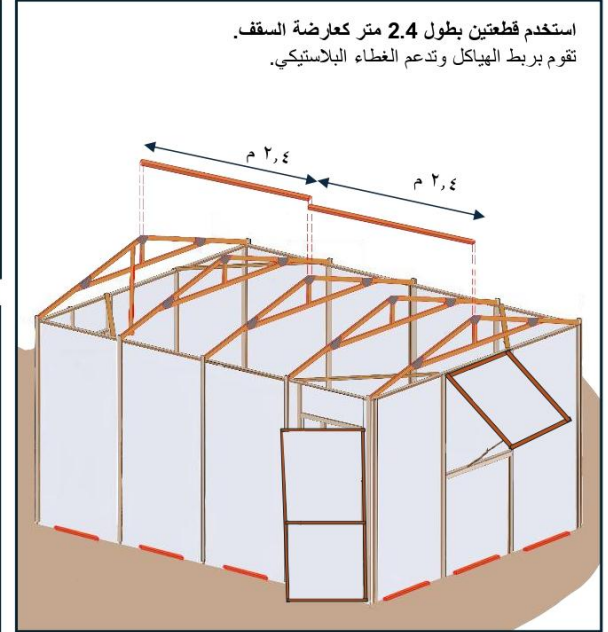 استخدم قطعتين بطول 2.4 متر كعارضة السقف.
تقوم بربط الهياكل وتدعم الغطاء البلاستيكي.
٢,٤ م
٢,٤ م